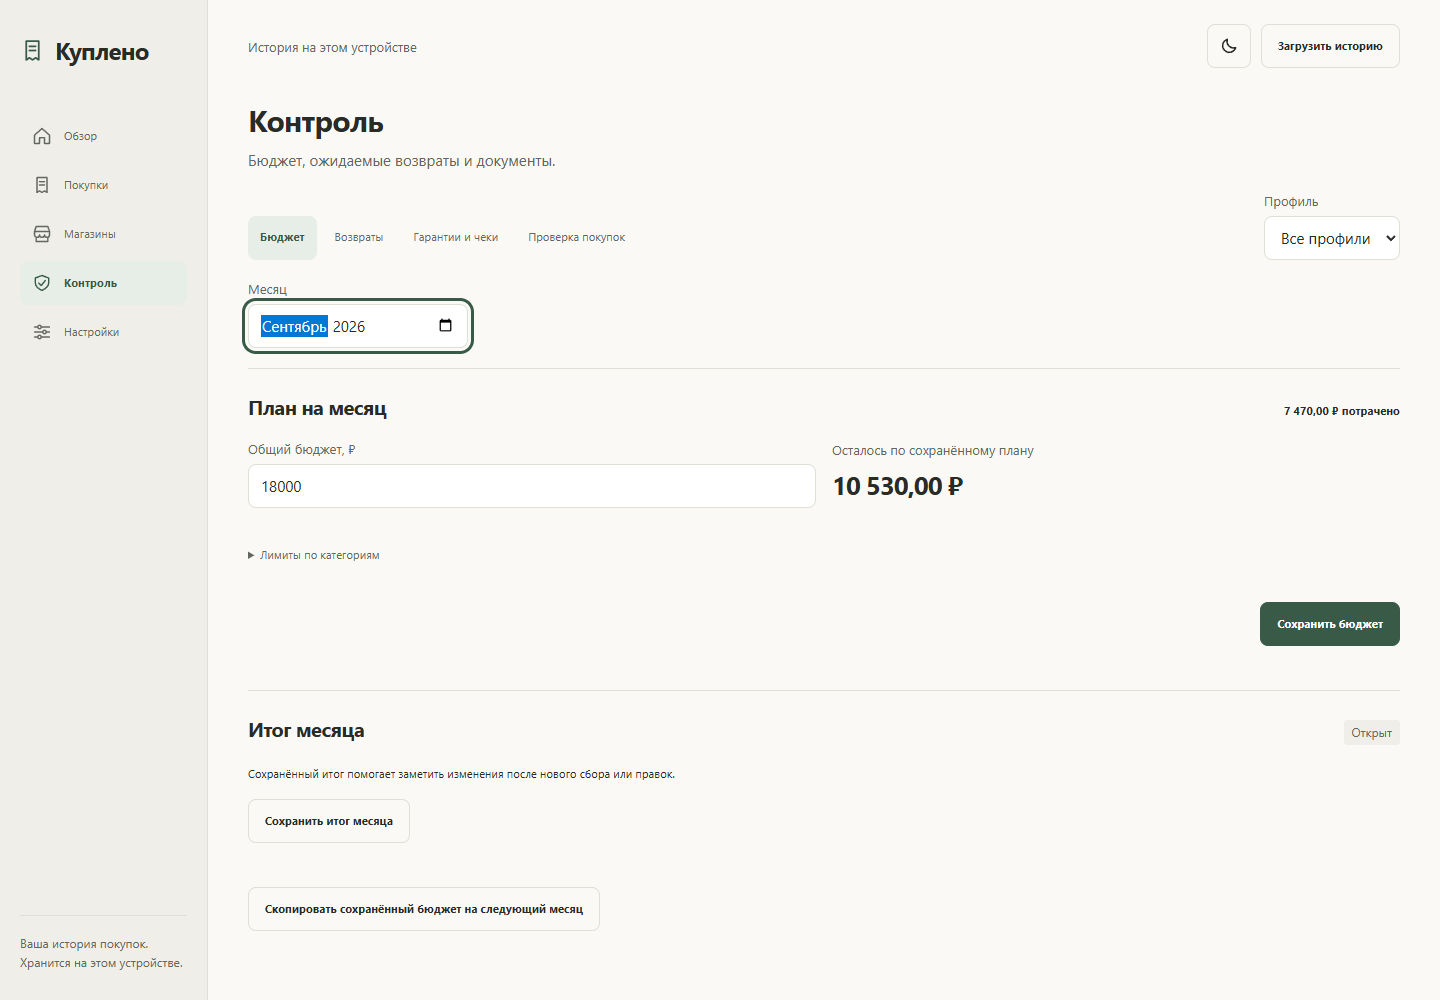 Куплено
Обзор
Покупки
Магазины
Контроль
Настройки
Ваша история покупок.
Хранится на этом устройстве.
История на этом устройстве
Загрузить историю
Контроль
Бюджет, ожидаемые возвраты и документы.
Бюджет
Возвраты
Гарантии и чеки
Проверка покупок
Профиль
Все профили
Месяц
Сентябрь 2026
План на месяц
7 470,00 ₽ потрачено
Общий бюджет, ₽
18000
Осталось по сохранённому плану
10 530,00 ₽
Лимиты по категориям
Сохранить бюджет
Итог месяца
Открыт
Сохранённый итог помогает заметить изменения после нового сбора или правок.
Сохранить итог месяца
Скопировать сохранённый бюджет на следующий месяц